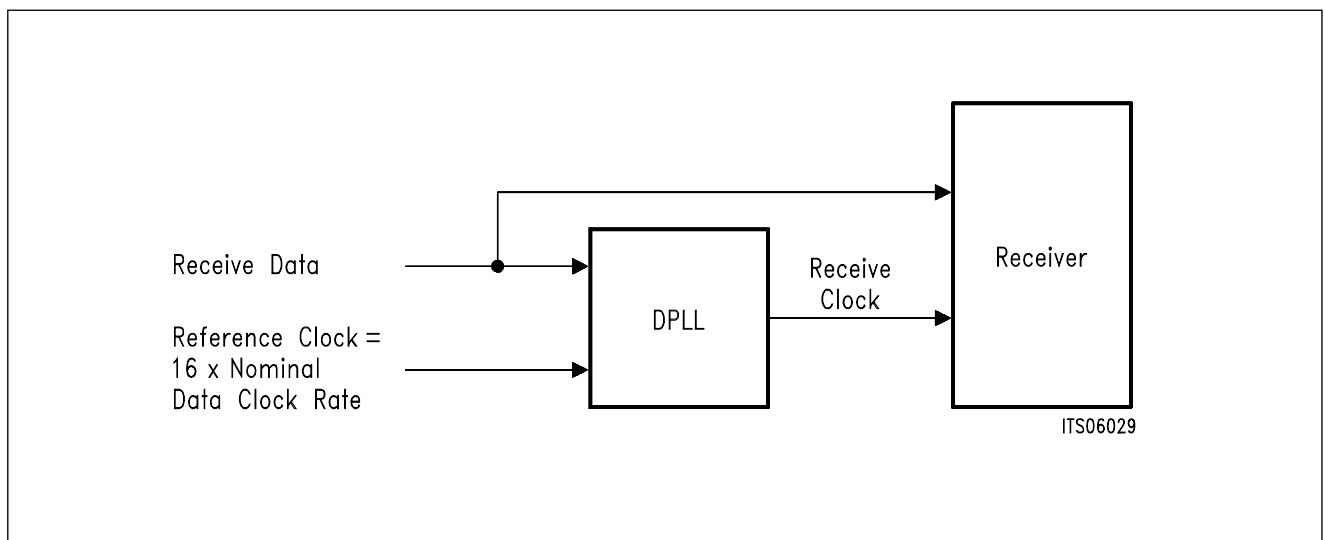 Receive Data
Reference Clock =
16 x Nominal
Data Clock Rate
DPLL
Receive
Clock
Receiver
ITS06029